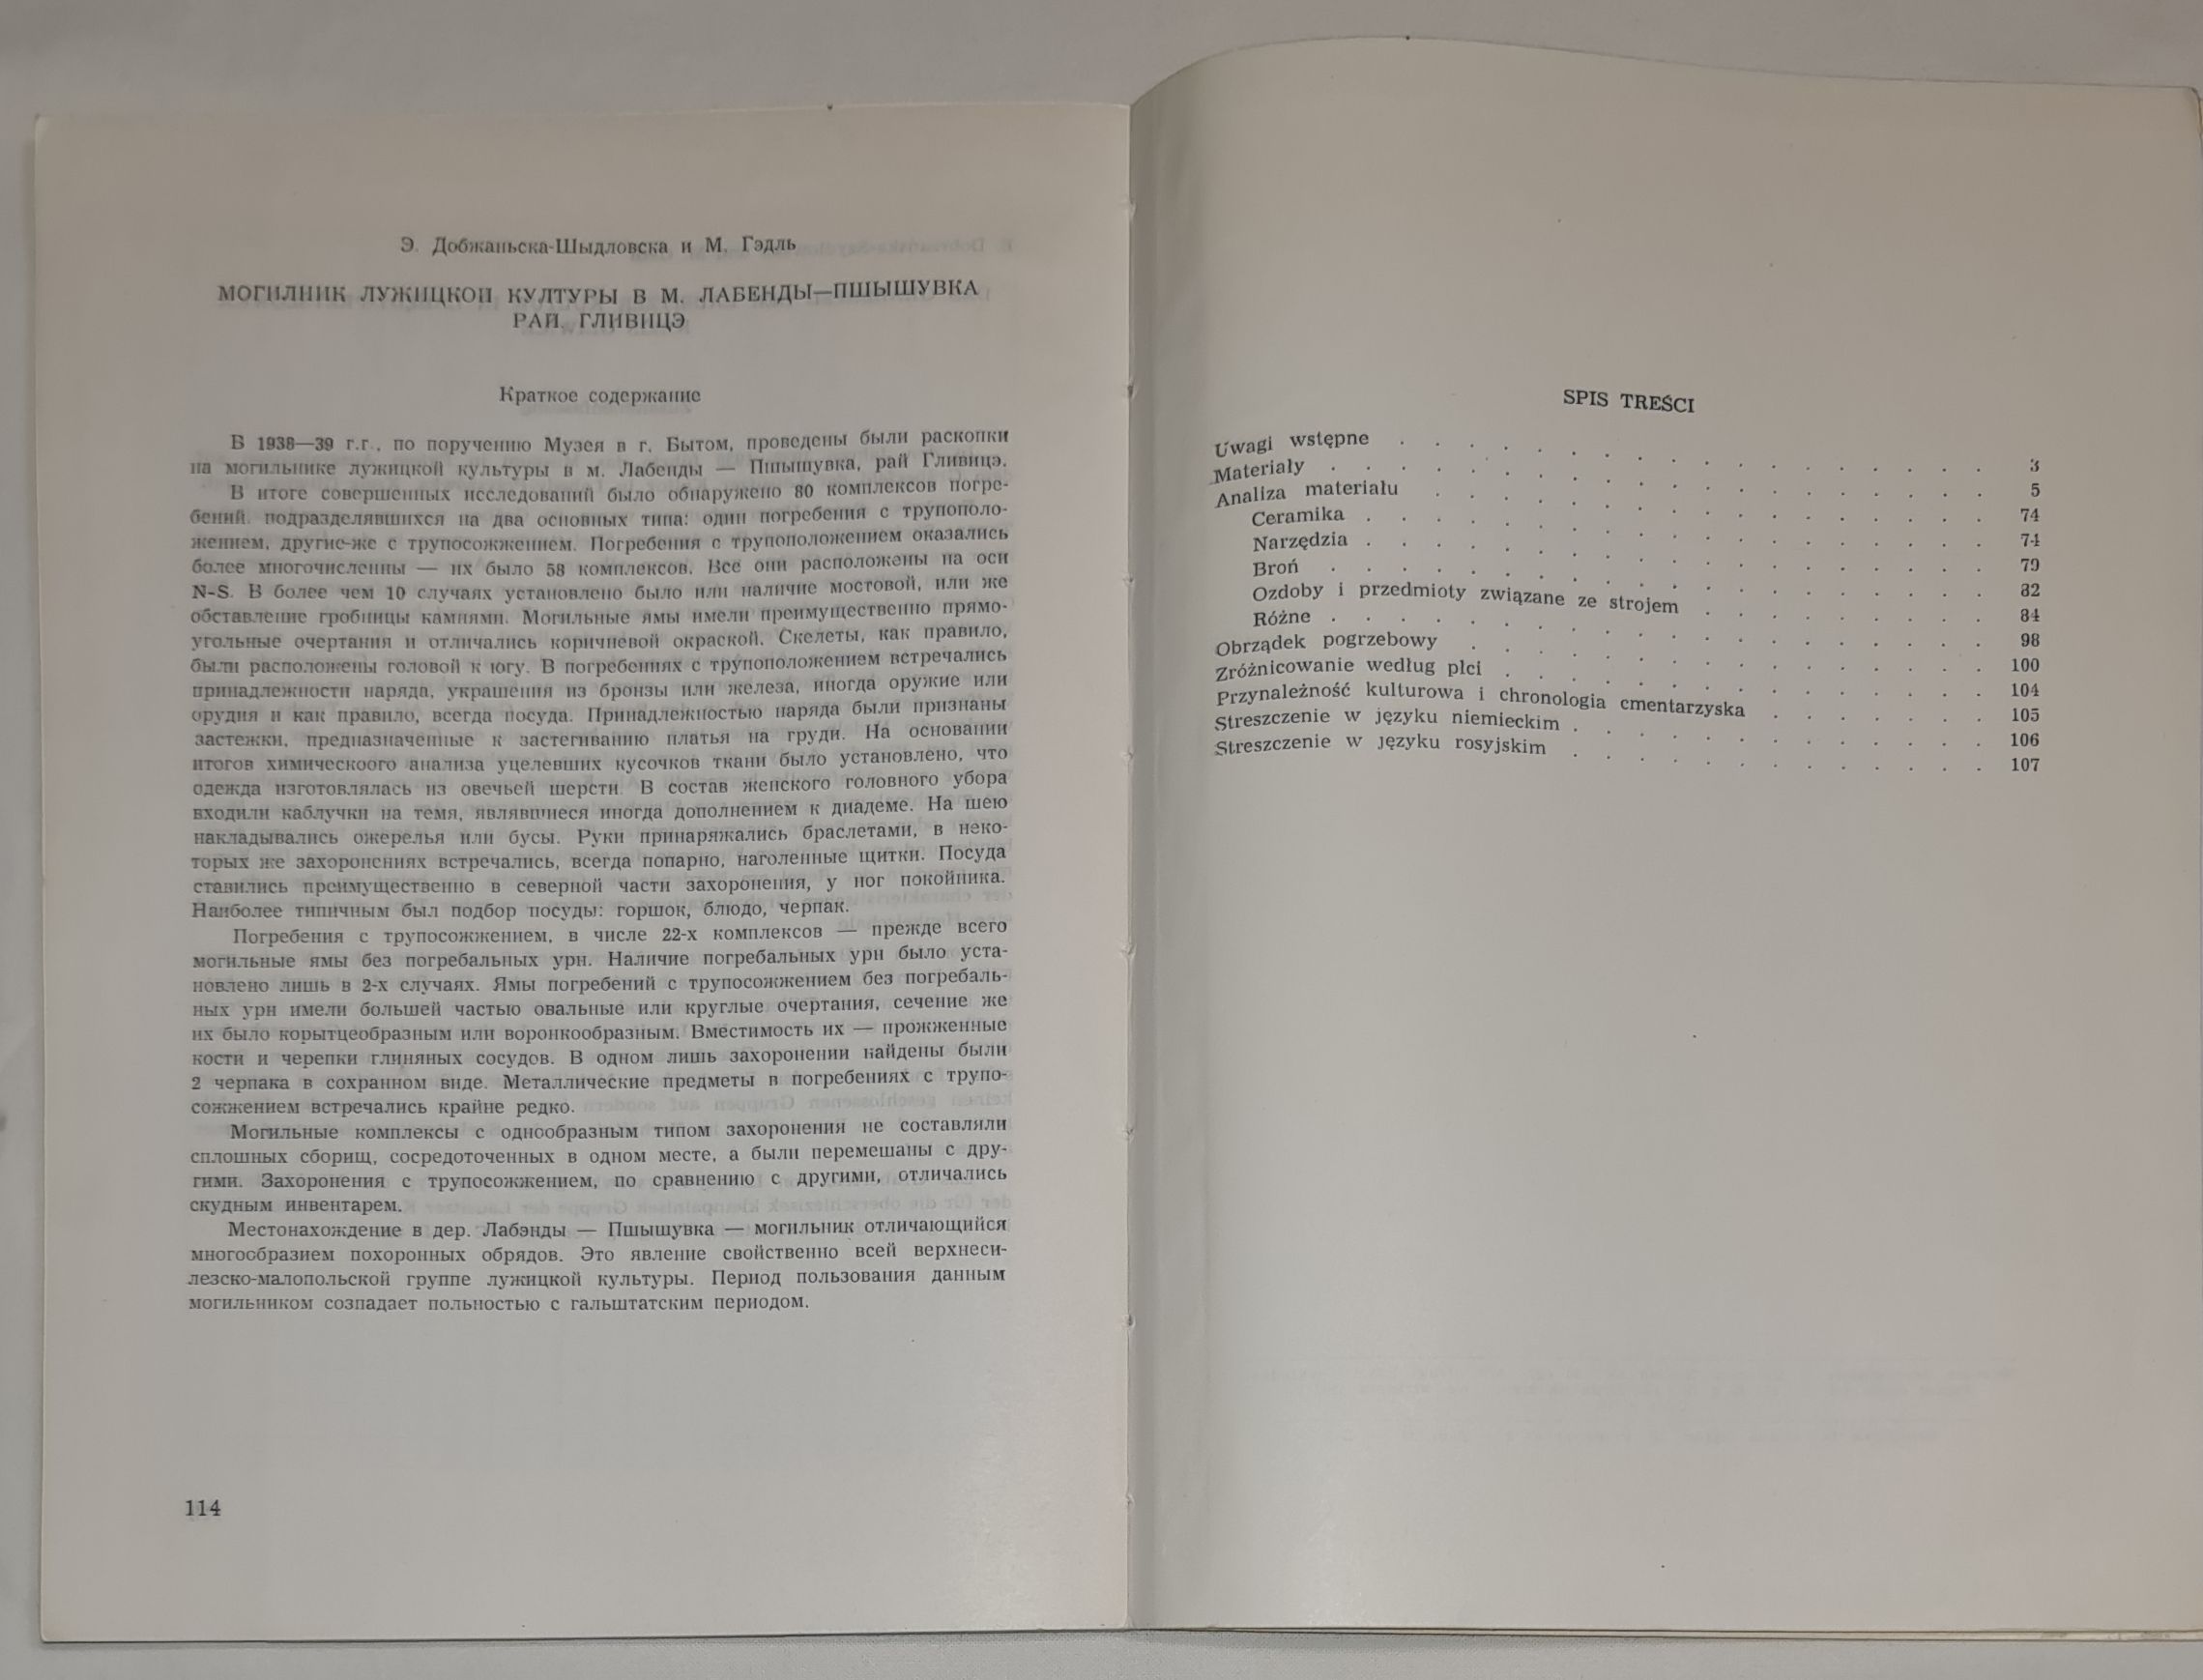 Э. Добжаньска-Шыдловска и М. Гэдль
МОГИЛНИК ЛУЖИЦКОЙ КУЛТУРЫ В М. ЛАБЕНДЫ—ПШЫШУВКА
РАЙ. ГЛИВИЦЭ
Краткое содержание
В 1938—39 г.г., по поручению Музея в г. Бытом, проведены были раскопки
на могильнике лужицкой культуры в м. Лабенды — Пшышувка, рай Гливицэ.
В итоге совершенных исследований было обнаружено 80 комплексов погре-
бений. подразделявшихся на два основных типа: одни погребения с трупополо-
жением, другие-же с трупосожжением. Погребения с трупоположением оказались
более многочисленны — их было 58 комплексов. Все они расположены на оси
N-S. В более чем 10 случаях установлено было или наличие мостовой, или же
обставление гробницы камнями. Могильные ямы имели преимущественно прямо-
угольные очертания и отличались коричневой окраской. Скелеты, как правило,
были расположены головой к югу. В погребениях с трупоположением встречались
принадлежности наряда, украшения из бронзы или железа, иногда оружие или
орудия и как правило, всегда посуда. Принадлежностью наряда были признаны
застежки, предназначенные к застегиванию платья на груди. На основании
итогов химическоого анализа уцелевших кусочков ткани было установлено, что
одежда изготовлялась из овечьей шерсти. В состав женского головного убора
входили каблучки на темя, являвшиеся иногда дополнением к диадеме. На шею
накладывались ожерелья или бусы. Руки принаряжались браслетами, в неко-
торых же захоронениях встречались, всегда попарно, наголенные щитки. Посуда
ставились преимущественно в северной части захоронения, у ног покойника.
Наиболее типичным был подбор посуды: горшок, блюдо, черпак.
Погребения с трупосожжением, в числе 22-х комплексов — прежде всего
могильные ямы без погребальных урн. Наличие погребальных урн было уста-
новлено лишь в 2-х случаях. Ямы погребений с трупосожжением без погребаль-
ных урн имели большей частью овальные или круглые очертания, сечение же
их было корытцеобразным или воронкообразным. Вместимость их — прожженные
кости и черепки глиняных сосудов. В одном лишь захоронении найдены были
2 черпака в сохранном виде. Металлические предметы в погребениях с трупо-
сожжением встречались крайне редко.
Могильные комплексы с однообразным типом захоронения не составляли
сплошных сборищ, сосредоточенных в одном месте, а были перемешаны с дру-
гими. Захоронения с трупосожжением, по сравнению с другими, отличались
скудным инвентарем.
Местонахождение в дер. Лабэнды — Пшышувка — могильник отличающийся
многообразием похоронных обрядов. Это явление свойственно всей верхнеси-
лезско-малопольской группе лужицкой культуры. Период пользования данным
могильником созпадает польностью с гальштатским периодом.
114
SPIS TREŚCI
Uwagi wstępne . . . . . . . . . . . . . . . . . . 3
Materiały . . . . . . . . . . . . . . . . . . . . 5
Analiza materiału . . . . . . . . . . . . . . . . . 74
Ceramika . . . . . . . . . . . . . . . . . . . 74
Narzędzia . . . . . . . . . . . . . . . . . . . 79
Broń . . . . . . . . . . . . . . . . . . . . 82
Ozdoby i przedmioty związane ze strojem . . . . . . . . . 84
Różne . . . . . . . . . . . . . . . . . . . . 98
Obrządek pogrzebowy . . . . . . . . . . . . . . . . 100
Zróżnicowanie według płci . . . . . . . . . . . . . . . 104
Przynależność kulturowa i chronologia cmentarzyska . . . . . . . 105
Streszczenie w języku niemieckim . . . . . . . . . . . . . 106
Streszczenie w języku rosyjskim . . . . . . . . . . . . . 107